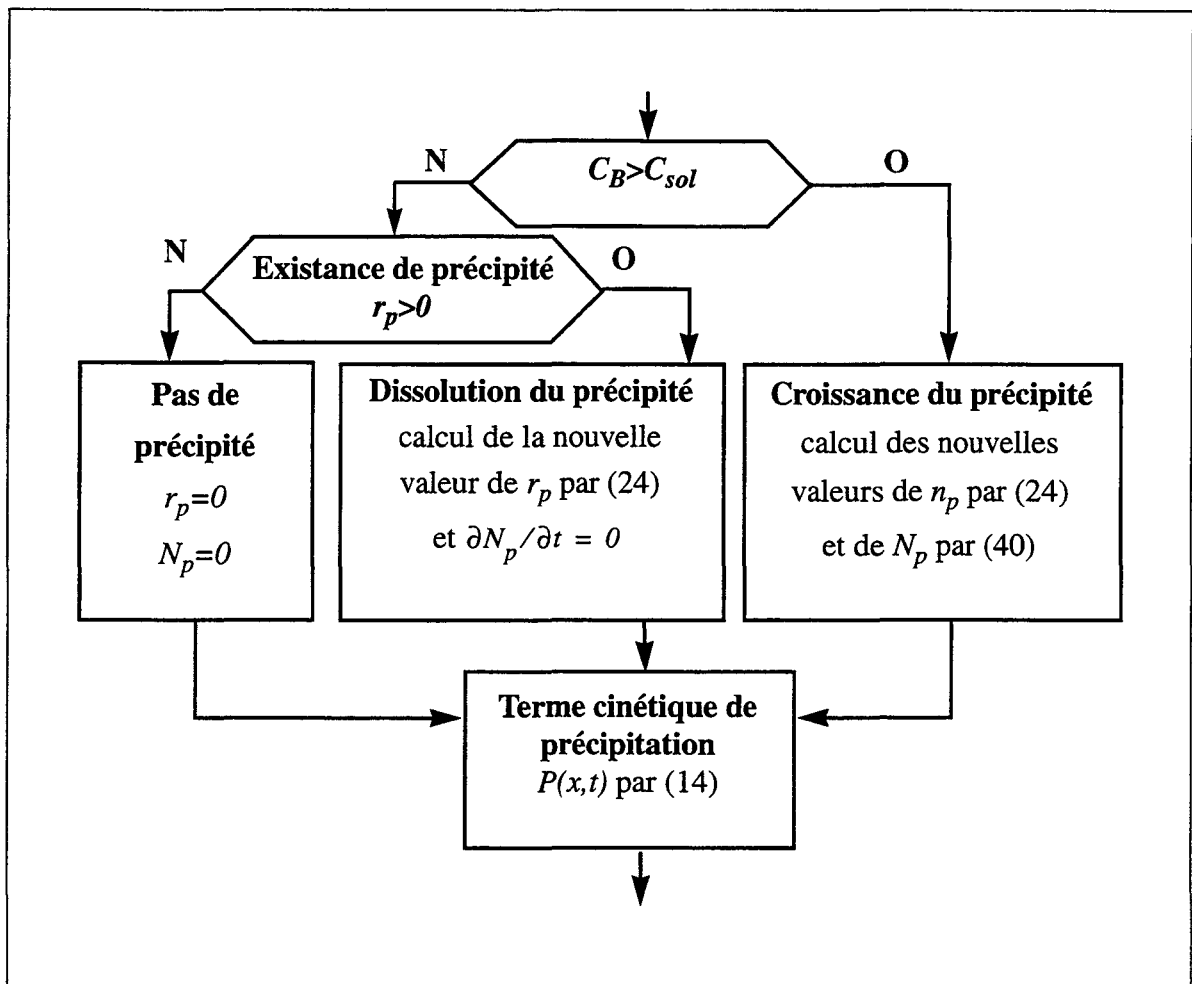 C_B>C_sol
N
O
Existance de précipité
r_p>0
N
O
Pas de
précipité
r_p=0
N_p=0
Dissolution du précipité
calcul de la nouvelle
valeur de r_p par (24)
et ∂N_p/∂t = 0
Croissance du précipité
calcul des nouvelles
valeurs de n_p par (24)
et de N_p par (40)
Terme cinétique de
précipitation
P(x,t) par (14)